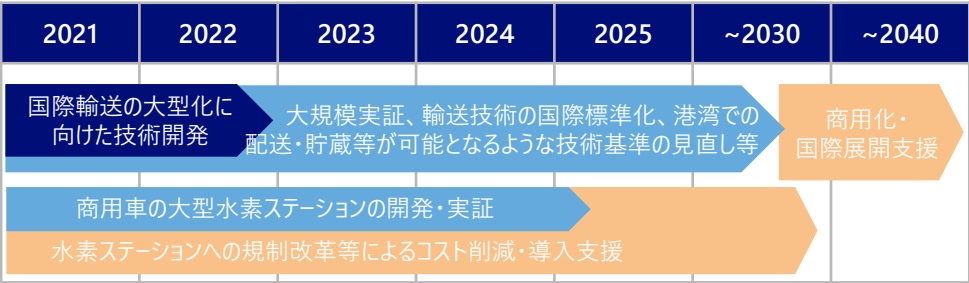 2021 2022 2023 2024 2025 ~2030 ~2040
国際輸送の大型化に
向けた技術開発
大規模実証、輸送技術の国際標準化、港湾での
配送・貯蔵等が可能となるような技術基準の見直し等
商用化・
国際展開支援
商用車の大型水素ステーションの開発・実証
水素ステーションへの規制改革等によるコスト削減・導入支援